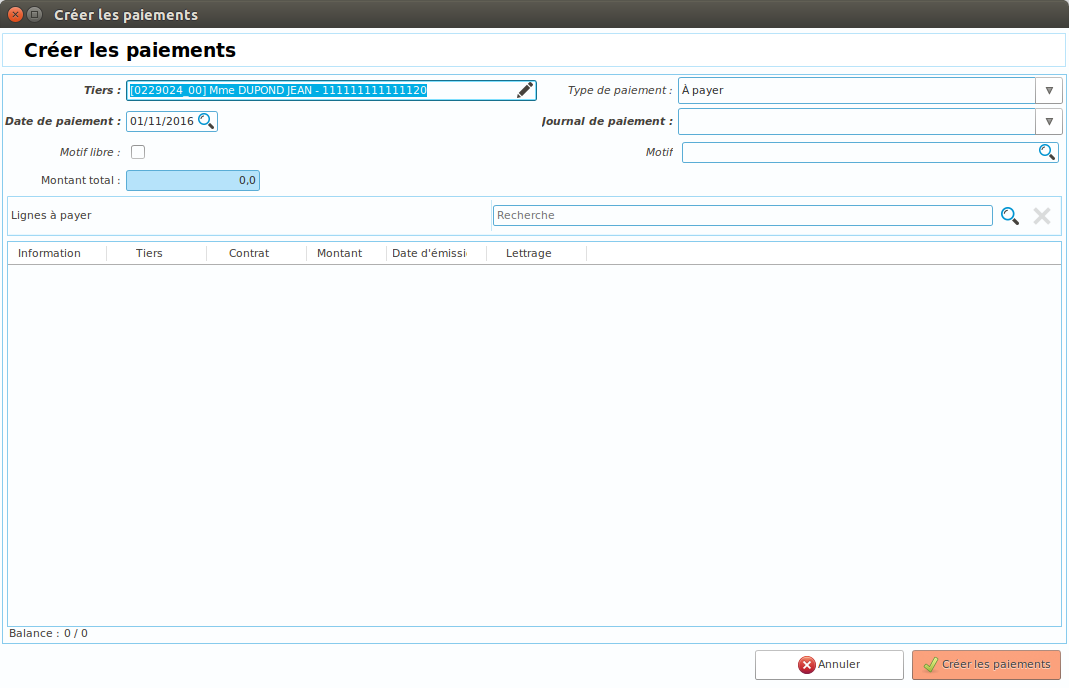 Créer les paiements
Créer les paiements
Tiers : [0229024_00] Mme DUPOND JEAN - 111111111111120 Type de paiement : À payer
Date de paiement : 01/11/2016 Journal de paiement :
Motif libre : Motif
Montant total : 0,0
Lignes à payer Recherche
Information Tiers Contrat Montant Date d'émissi Lettrage
Balance : 0 / 0
Annuler Créer les paiements